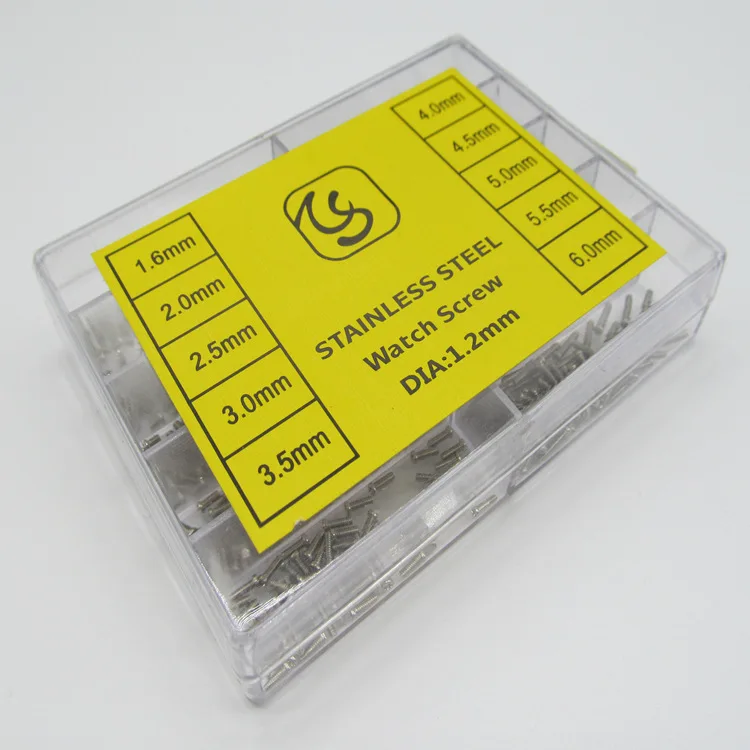 1.6mm
2.0mm
2.5mm
3.0mm
3.5mm
YS
STAINLESS STEEL
Watch Screw
DIA:1.2mm
4.0mm
4.5mm
5.0mm
5.5mm
6.0mm